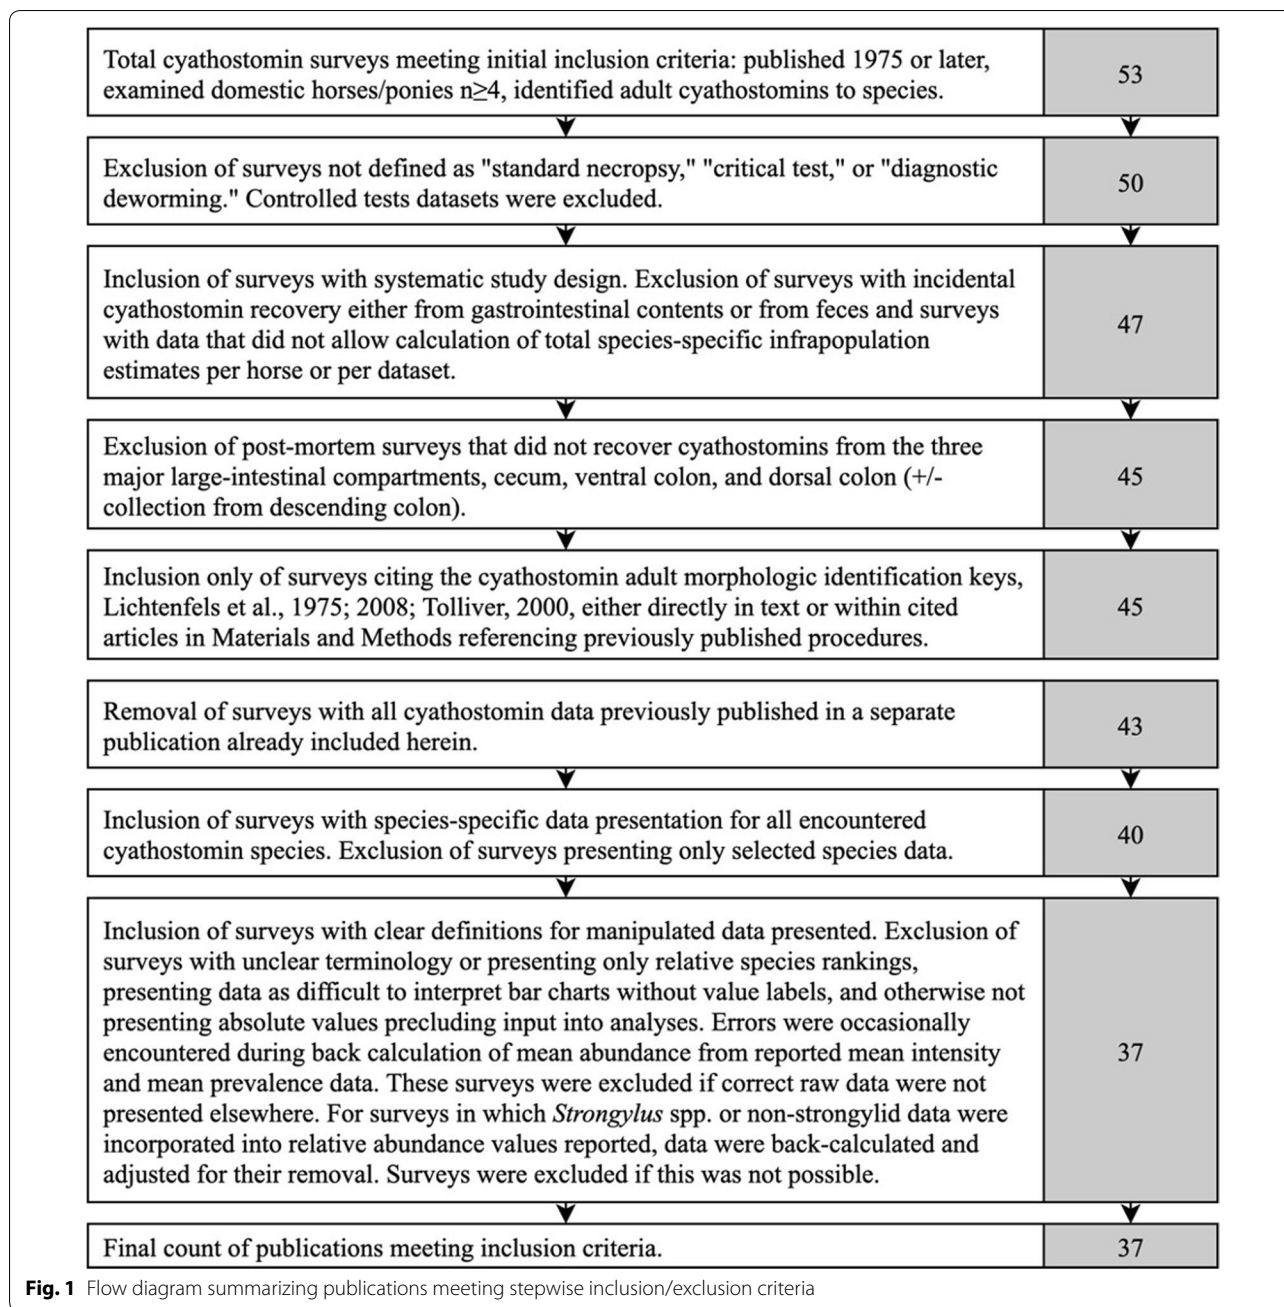 Total cyathostomin surveys meeting initial inclusion criteria: published 1975 or later,
examined domestic horses/ponies n≥4, identified adult cyathostomins to species.
53
Exclusion of surveys not defined as "standard necropsy," "critical test," or "diagnostic
deworming." Controlled tests datasets were excluded.
50
Inclusion of surveys with systematic study design. Exclusion of surveys with incidental
cyathostomin recovery either from gastrointestinal contents or from feces and surveys
with data that did not allow calculation of total species-specific infrapopulation
estimates per horse or per dataset.
47
Exclusion of post-mortem surveys that did not recover cyathostomins from the three
major large-intestinal compartments, cecum, ventral colon, and dorsal colon (+/-
collection from descending colon).
45
Inclusion only of surveys citing the cyathostomin adult morphologic identification keys,
Lichtenfels et al., 1975; 2008; Tolliver, 2000, either directly in text or within cited
articles in Materials and Methods referencing previously published procedures.
45
Removal of surveys with all cyathostomin data previously published in a separate
publication already included herein.
43
Inclusion of surveys with species-specific data presentation for all encountered
cyathostomin species. Exclusion of surveys presenting only selected species data.
40
Inclusion of surveys with clear definitions for manipulated data presented. Exclusion of
surveys with unclear terminology or presenting only relative species rankings,
presenting data as difficult to interpret bar charts without value labels, and otherwise not
presenting absolute values precluding input into analyses. Errors were occasionally
encountered during back calculation of mean abundance from reported mean intensity
and mean prevalence data. These surveys were excluded if correct raw data were not
presented elsewhere. For surveys in which Strongylus spp. or non-strongylid data were
incorporated into relative abundance values reported, data were back-calculated and
adjusted for their removal. Surveys were excluded if this was not possible.
37
Final count of publications meeting inclusion criteria.
37
Fig. 1 Flow diagram summarizing publications meeting stepwise inclusion/exclusion criteria